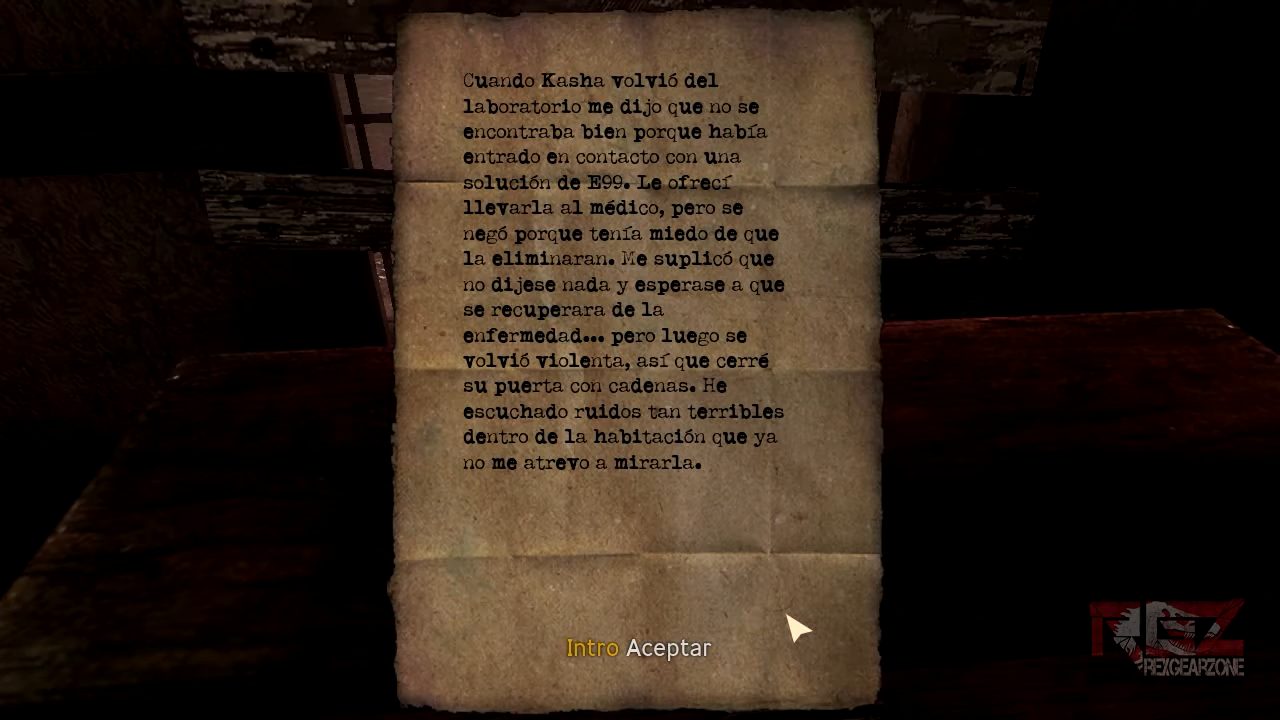 Cuando Kasha volvió del
laboratorio me dijo que no se
encontraba bien porque había
entrado en contacto con una
solución de E99. Le ofrecí
llevarla al médico, pero se
negó porque tenía miedo de que
la eliminaran. Me suplicó que
no dijese nada y esperase a que
se recuperara de la
enfermedad... pero luego se
volvió violenta, así que cerré
su puerta con cadenas. He
escuchado ruidos tan terribles
dentro de la habitación que ya
no me atrevo a mirarla.
Intro Aceptar
RGZ
REXGEARZONE